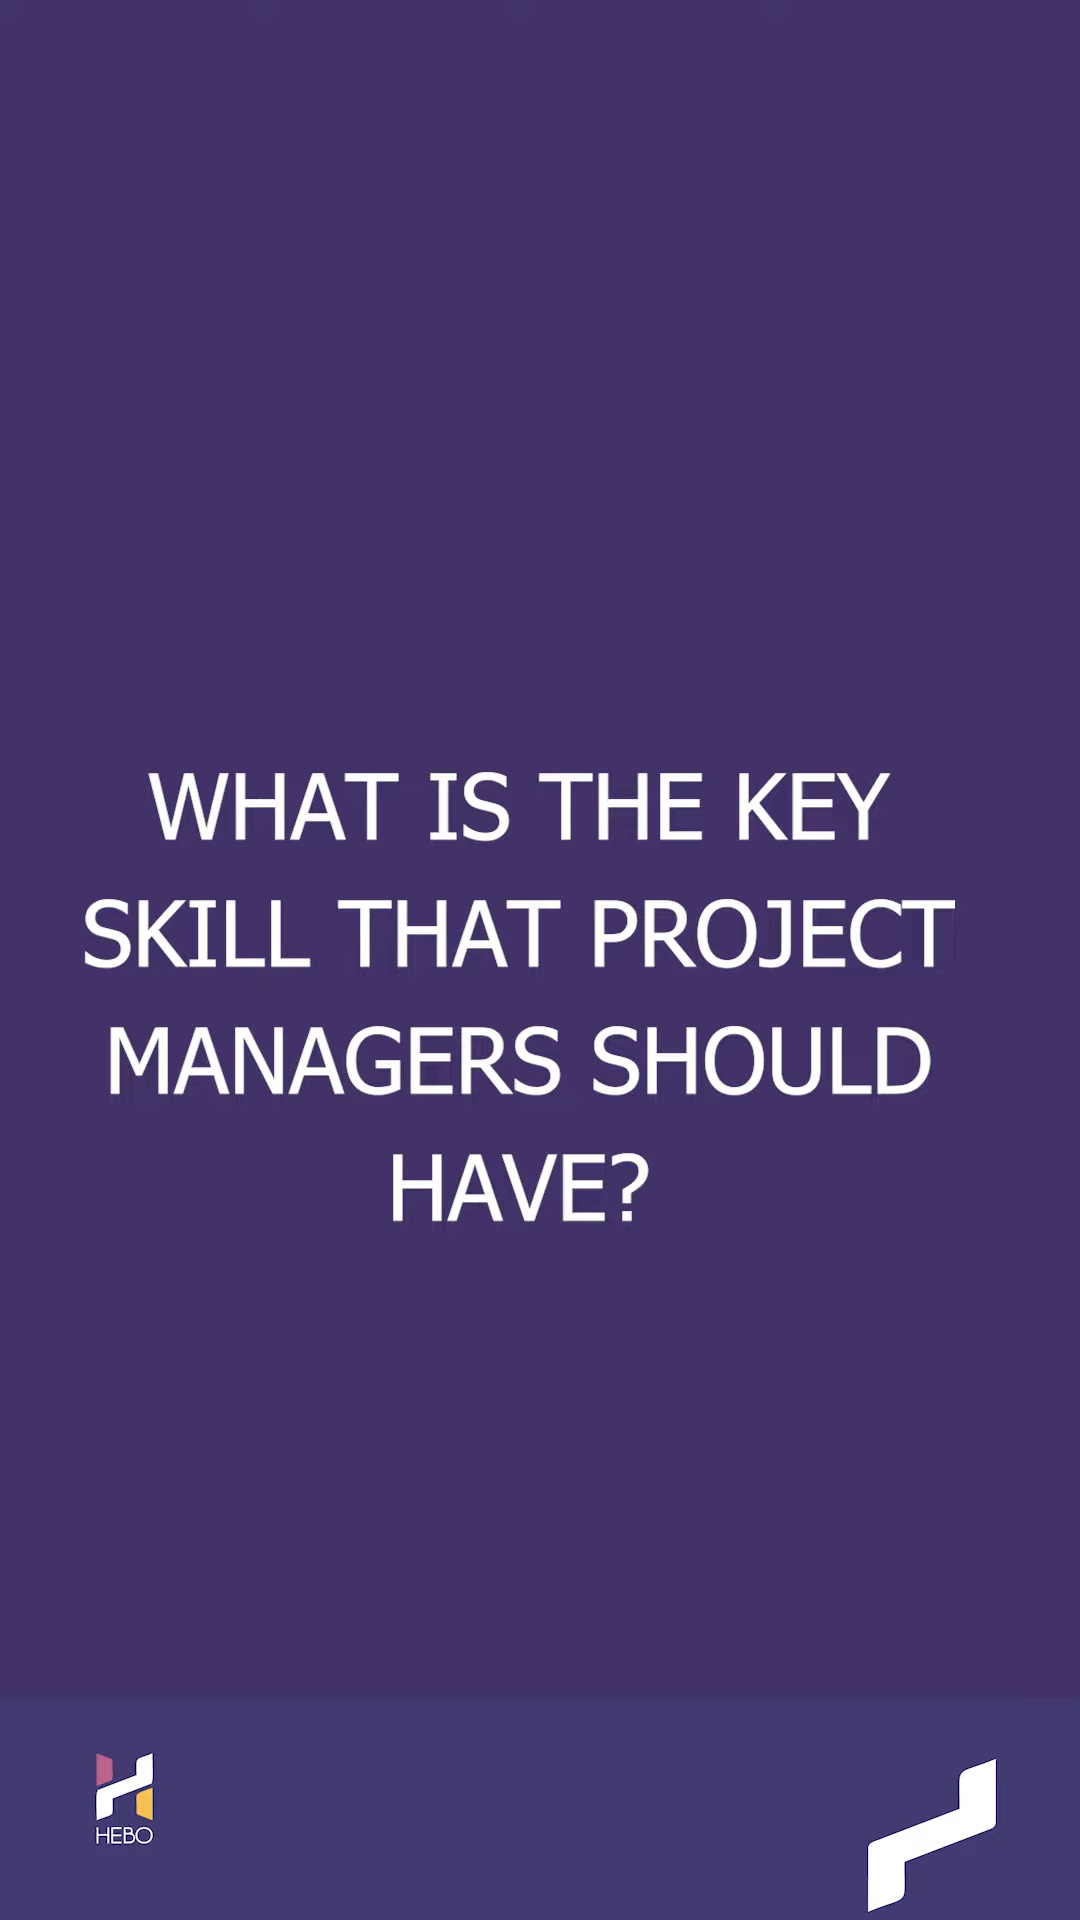 WHAT IS THE KEY
SKILL THAT PROJECT
MANAGERS SHOULD
HAVE?
HEBO